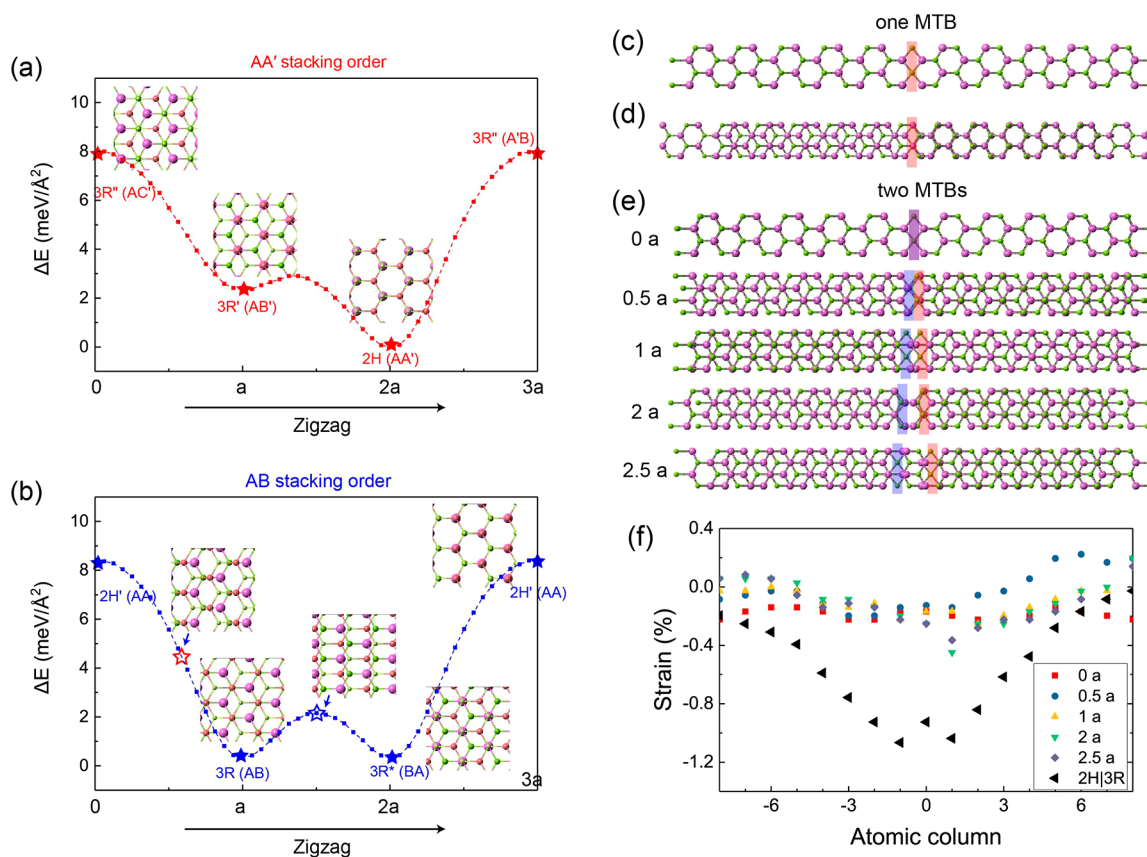 (a)
AA′ stacking order
ΔE (meV/Å²)
10
8
6
4
2
0
3R″ (AC′)
3R′ (AB′)
2H (AA′)
3R″ (A′B)
0
a
2a
3a
Zigzag
(b)
AB stacking order
ΔE (meV/Å²)
10
8
6
4
2
0
2H′ (AA)
3R (AB)
3R* (BA)
2H′ (AA)
0
a
2a
3a
Zigzag
one MTB
(c)
(d)
(e)
two MTBs
0 a
0.5 a
1 a
2 a
2.5 a
(f)
Strain (%)
0.4
0.0
-0.4
-0.8
-1.2
0 a
0.5 a
1 a
2 a
2.5 a
2H|3R
-6
-3
0
3
6
Atomic column